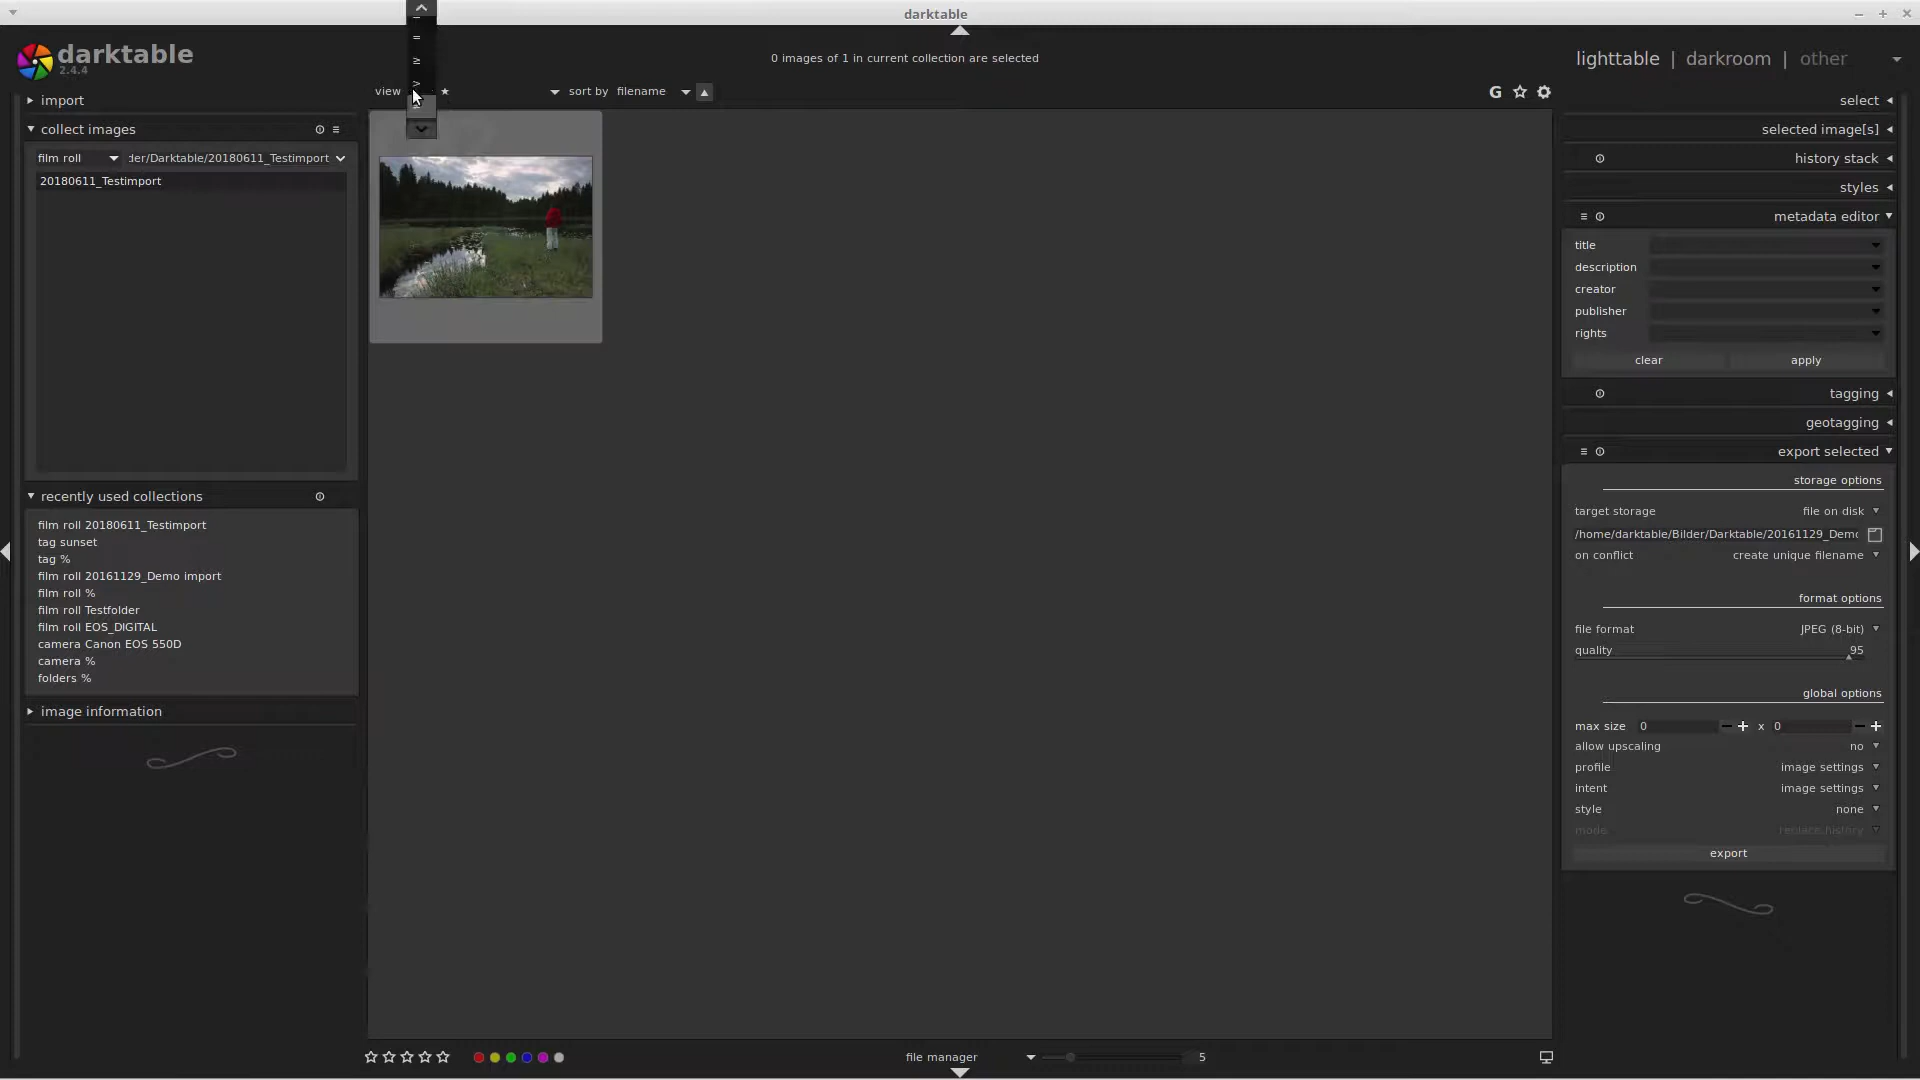 darktable
darktable
2.4.4
0 images of 1 in current collection are selected
lighttable | darkroom | other
=
≥
>
view ★
sort by filename
G
import
collect images
film roll
der/Darktable/20180611_Testimport
20180611_Testimport
recently used collections
film roll 20180611_Testimport
tag sunset
tag %
film roll 20161129_Demo import
film roll %
film roll Testfolder
film roll EOS_DIGITAL
camera Canon EOS 550D
camera %
folders %
image information
select
selected image[s]
history stack
styles
metadata editor
title
description
creator
publisher
rights
clear apply
tagging
geotagging
export selected
storage options
target storage file on disk
/home/darktable/Bilder/Darktable/20161129_Demo
on conflict create unique filename
format options
file format JPEG (8-bit)
quality 95
global options
max size 0 − + x 0 − +
allow upscaling no
profile image settings
intent image settings
style none
mode replace history
export
file manager 5